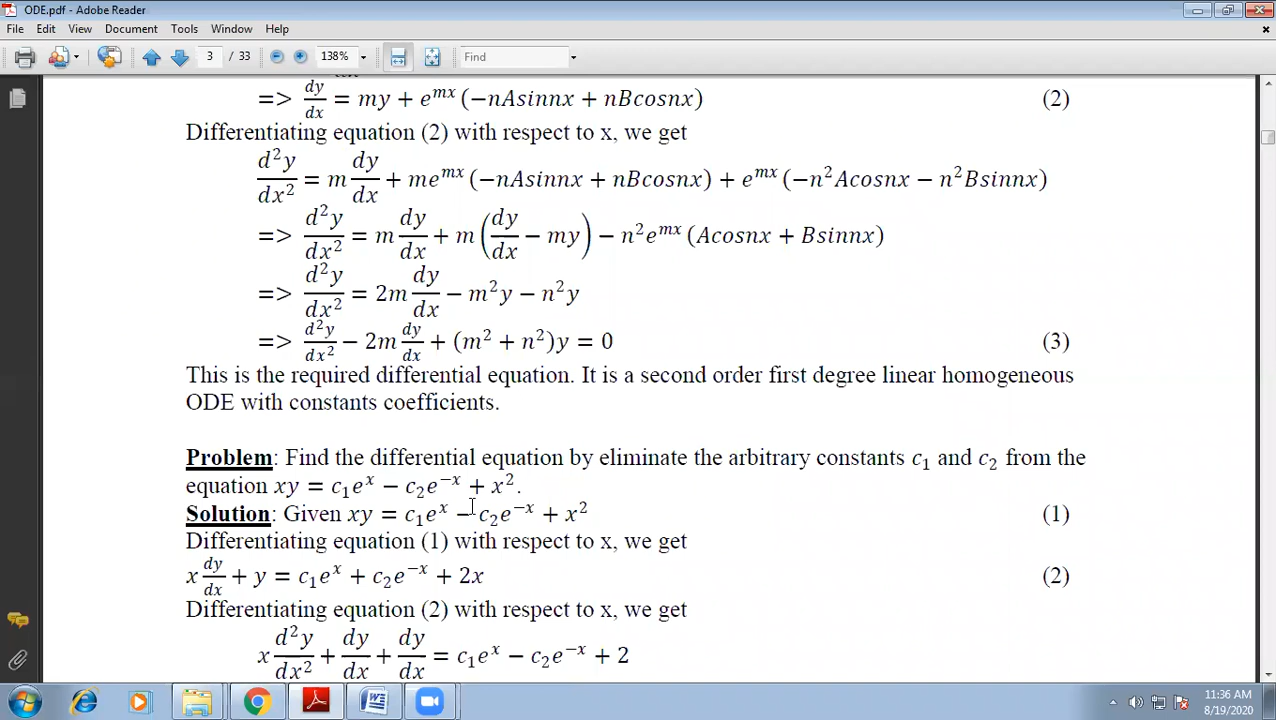 ODE.pdf - Adobe Reader
File Edit View Document Tools Window Help
3 / 33 138% Find
=> dy/dx = my + e^{mx}(−nAsinnx + nBcosnx) (2)
Differentiating equation (2) with respect to x, we get
d²y/dx² = m dy/dx + me^{mx}(−nAsinnx + nBcosnx) + e^{mx}(−n²Acosnx − n²Bsinnx)
=> d²y/dx² = m dy/dx + m(dy/dx − my) − n²e^{mx}(Acosnx + Bsinnx)
=> d²y/dx² = 2m dy/dx − m²y − n²y
=> d²y/dx² − 2m dy/dx + (m² + n²)y = 0 (3)
This is the required differential equation. It is a second order first degree linear homogeneous
ODE with constants coefficients.
Problem: Find the differential equation by eliminate the arbitrary constants c₁ and c₂ from the
equation xy = c₁e^x − c₂e^{−x} + x².
Solution: Given xy = c₁e^x − c₂e^{−x} + x² (1)
Differentiating equation (1) with respect to x, we get
x dy/dx + y = c₁e^x + c₂e^{−x} + 2x (2)
Differentiating equation (2) with respect to x, we get
x d²y/dx² + dy/dx + dy/dx = c₁e^x − c₂e^{−x} + 2
11:36 AM
8/19/2020